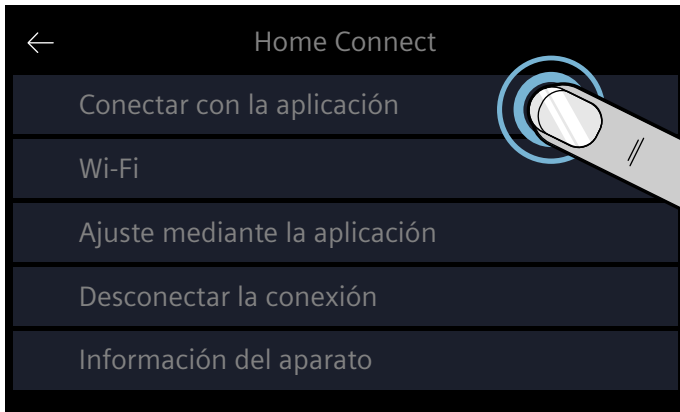 Home Connect
Conectar con la aplicación
Wi-Fi
Ajuste mediante la aplicación
Desconectar la conexión
Información del aparato